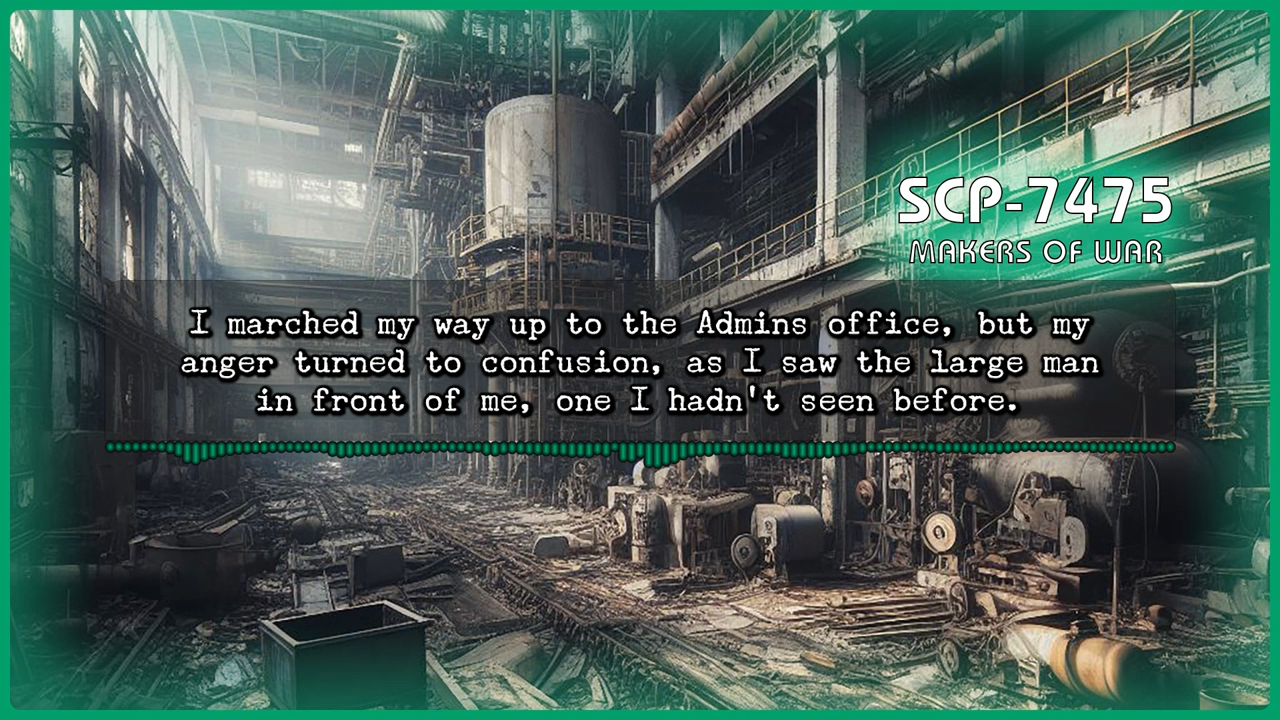 SCP-7475
MAKERS OF WAR
I marched my way up to the Admins office, but my
anger turned to confusion, as I saw the large man
in front of me, one I hadn't seen before.